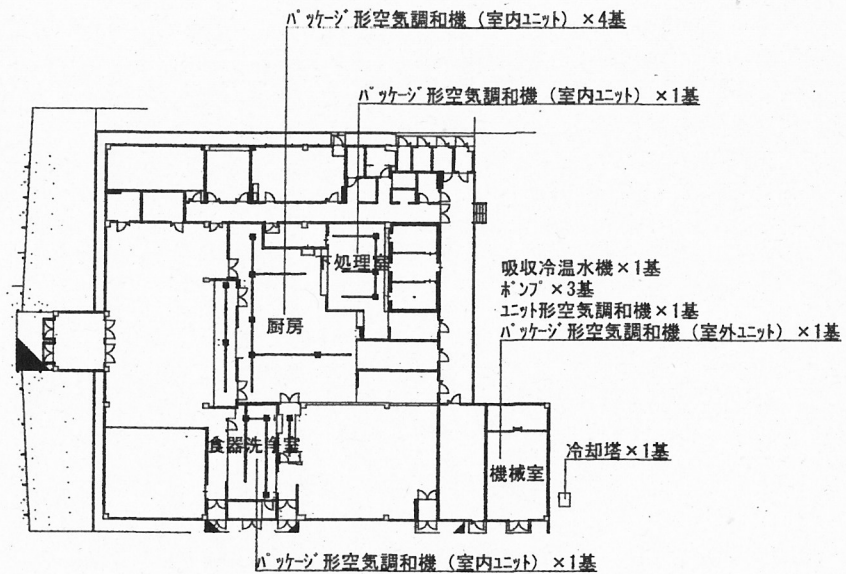 パッケージ形空気調和機（室内ユニット）×4基
パッケージ形空気調和機（室内ユニット）×1基
下処理室
吸収冷温水機×1基
ポンプ×3基
ユニット形空気調和機×1基
パッケージ形空気調和機（室外ユニット）×1基
厨房
食器洗浄室
機械室
冷却塔×1基
パッケージ形空気調和機（室内ユニット）×1基